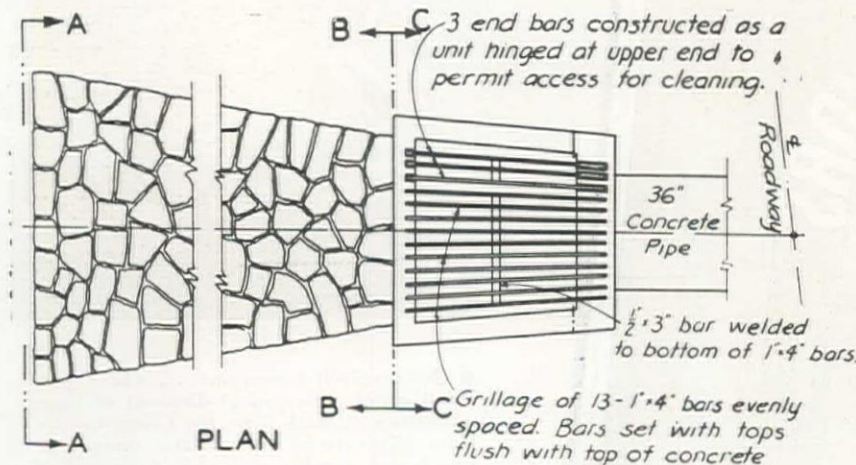 A
B
C
3 end bars constructed as a
unit hinged at upper end to
permit access for cleaning.
℄
Roadway
36"
Concrete
Pipe
½"×3" bar welded
to bottom of 1"×4" bars.
A
PLAN
B
C
Grillage of 13-1"×4" bars evenly
spaced. Bars set with tops
flush with top of concrete